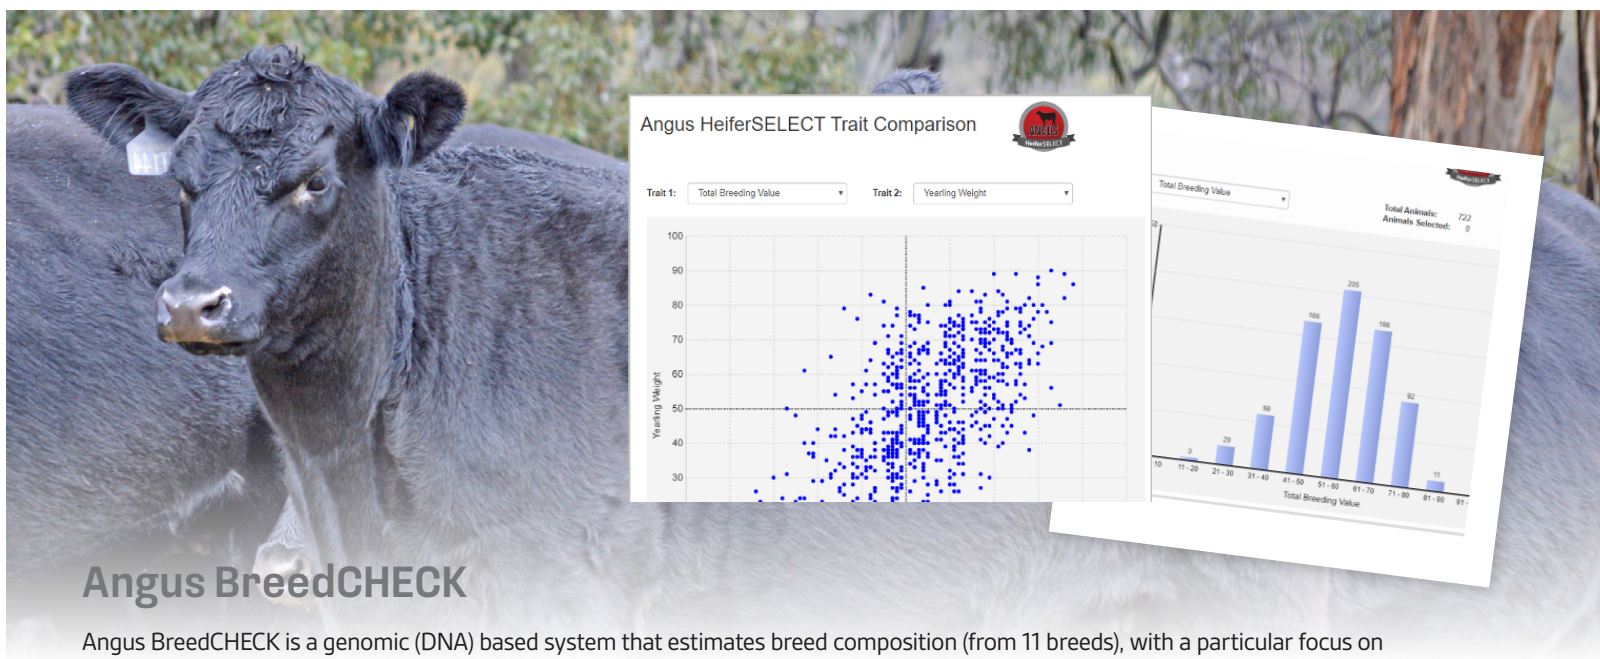 Angus HeiferSELECT Trait Comparison
ANGUS
HeiferSELECT
Trait 1: Total Breeding Value Trait 2: Yearling Weight
100
90
80
70
60
50
40
30
Yearling Weight
HeiferSELECT
Total Breeding Value
Total Animals: 722
Animals Selected: 0
3
29
59
166
205
166
92
11
10 11 - 20 21 - 30 31 - 40 41 - 50 51 - 60 61 - 70 71 - 80 81 - 90 91 -
Total Breeding Value
Angus BreedCHECK
Angus BreedCHECK is a genomic (DNA) based system that estimates breed composition (from 11 breeds), with a particular focus on